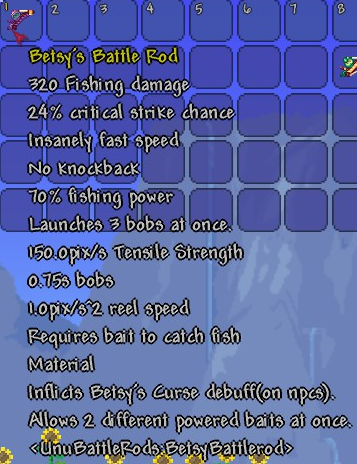 1 2 3 4 5 6 7 8
Betsy's Battle Rod
320 Fishing damage
24% critical strike chance
Insanely fast speed
No knockback
70% fishing power
Launches 3 bobs at once.
150.0pix/s Tensile Strength
0.75s bobs
1.0pix/s^2 reel speed
Requires bait to catch fish
Material
Inflicts Betsy's Curse debuff(on npcs).
Allows 2 different powered baits at once.
<UnuBattleRods:BetsyBattlerod>